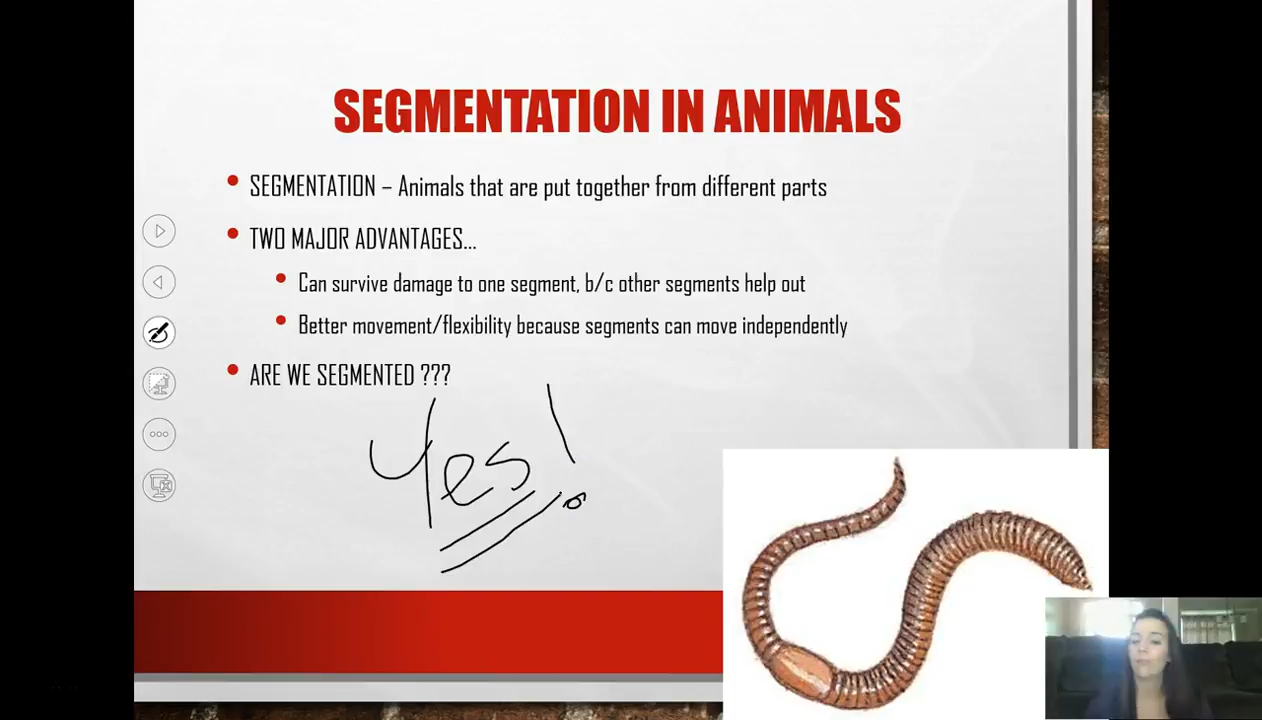 SEGMENTATION IN ANIMALS
SEGMENTATION – Animals that are put together from different parts
TWO MAJOR ADVANTAGES...
Can survive damage to one segment, b/c other segments help out
Better movement/flexibility because segments can move independently
ARE WE SEGMENTED ???
Yes!